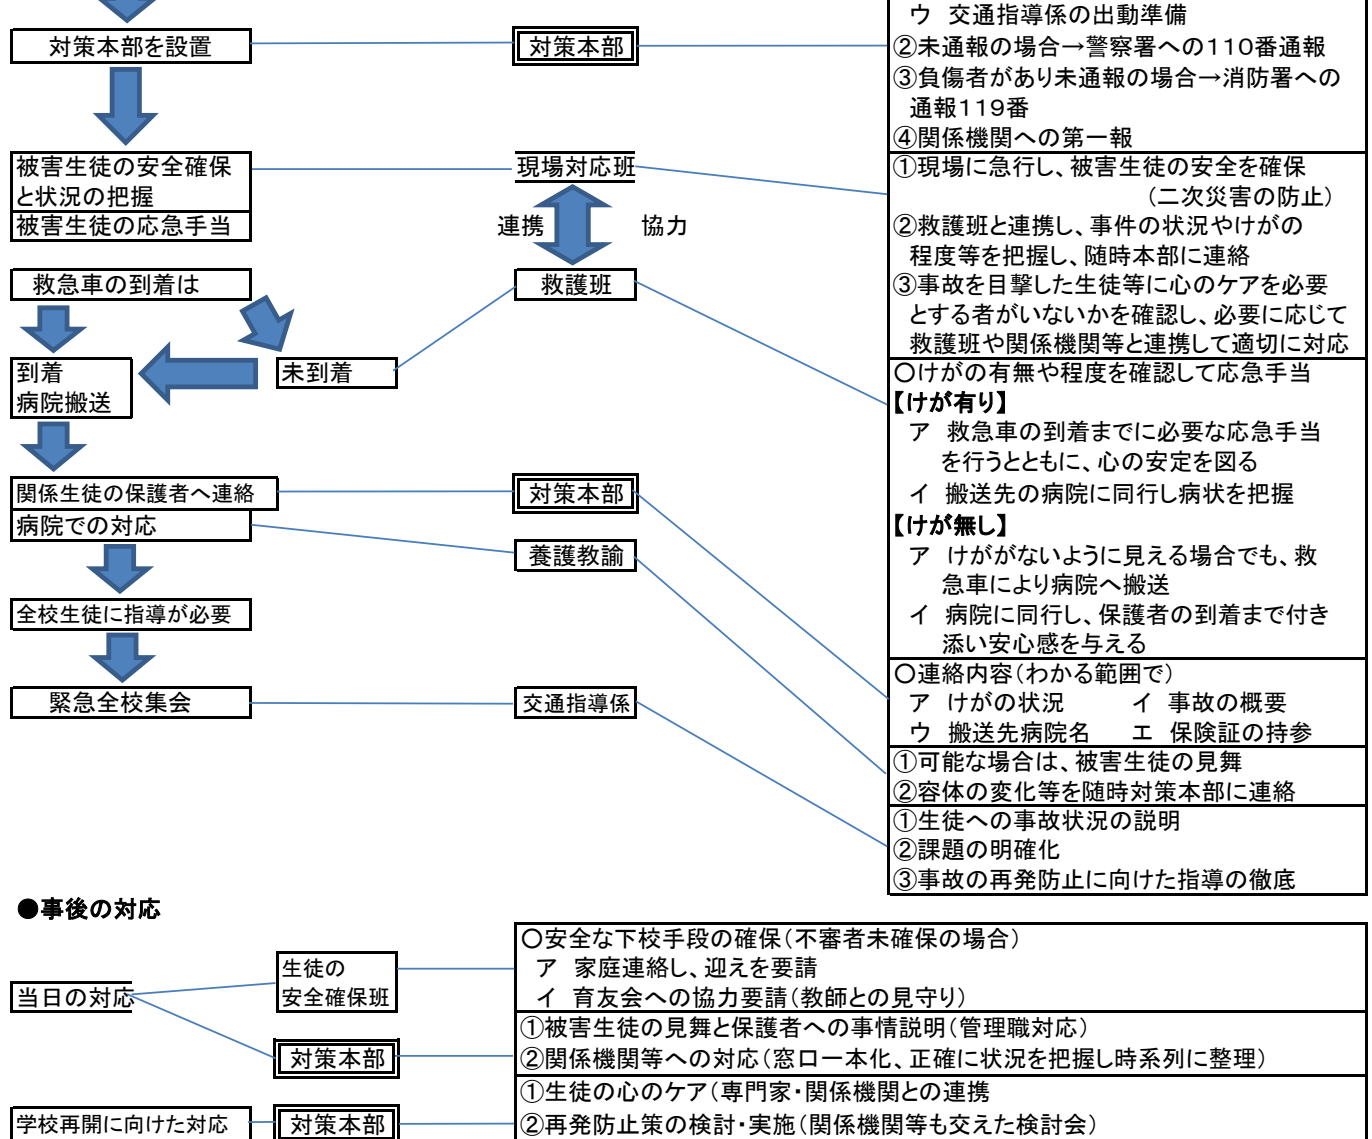 ウ 交通指導係の出動準備
対策本部を設置
対策本部
②未通報の場合→警察署への110番通報
③負傷者があり未通報の場合→消防署への
通報119番
④関係機関への第一報
被害生徒の安全確保
と状況の把握
被害生徒の応急手当
現場対応班
①現場に急行し、被害生徒の安全を確保
(二次災害の防止)
連携
協力
②救護班と連携し、事件の状況やけがの
程度等を把握し、随時本部に連絡
救急車の到着は
救護班
③事故を目撃した生徒等に心のケアを必要
とする者がいないかを確認し、必要に応じて
救護班や関係機関等と連携して適切に対応
到着
病院搬送
未到着
○けがの有無や程度を確認して応急手当
【けが有り】
ア 救急車の到着までに必要な応急手当
を行うとともに、心の安定を図る
イ 搬送先の病院に同行し病状を把握
【けが無し】
ア けががないように見える場合でも、救
急車により病院へ搬送
イ 病院に同行し、保護者の到着まで付き
添い安心感を与える
関係生徒の保護者へ連絡
対策本部
病院での対応
養護教諭
全校生徒に指導が必要
○連絡内容(わかる範囲で)
ア けがの状況 イ 事故の概要
ウ 搬送先病院名 エ 保険証の持参
緊急全校集会
交通指導係
①可能な場合は、被害生徒の見舞
②容体の変化等を随時対策本部に連絡
①生徒への事故状況の説明
②課題の明確化
③事故の再発防止に向けた指導の徹底
●事後の対応
当日の対応
生徒の
安全確保班
○安全な下校手段の確保(不審者未確保の場合)
ア 家庭連絡し、迎えを要請
イ 育友会への協力要請(教師との見守り)
対策本部
①被害生徒の見舞と保護者への事情説明(管理職対応)
②関係機関等への対応(窓口一本化、正確に状況を把握し時系列に整理)
学校再開に向けた対応
対策本部
①生徒の心のケア(専門家・関係機関との連携
②再発防止策の検討・実施(関係機関等も交えた検討会)